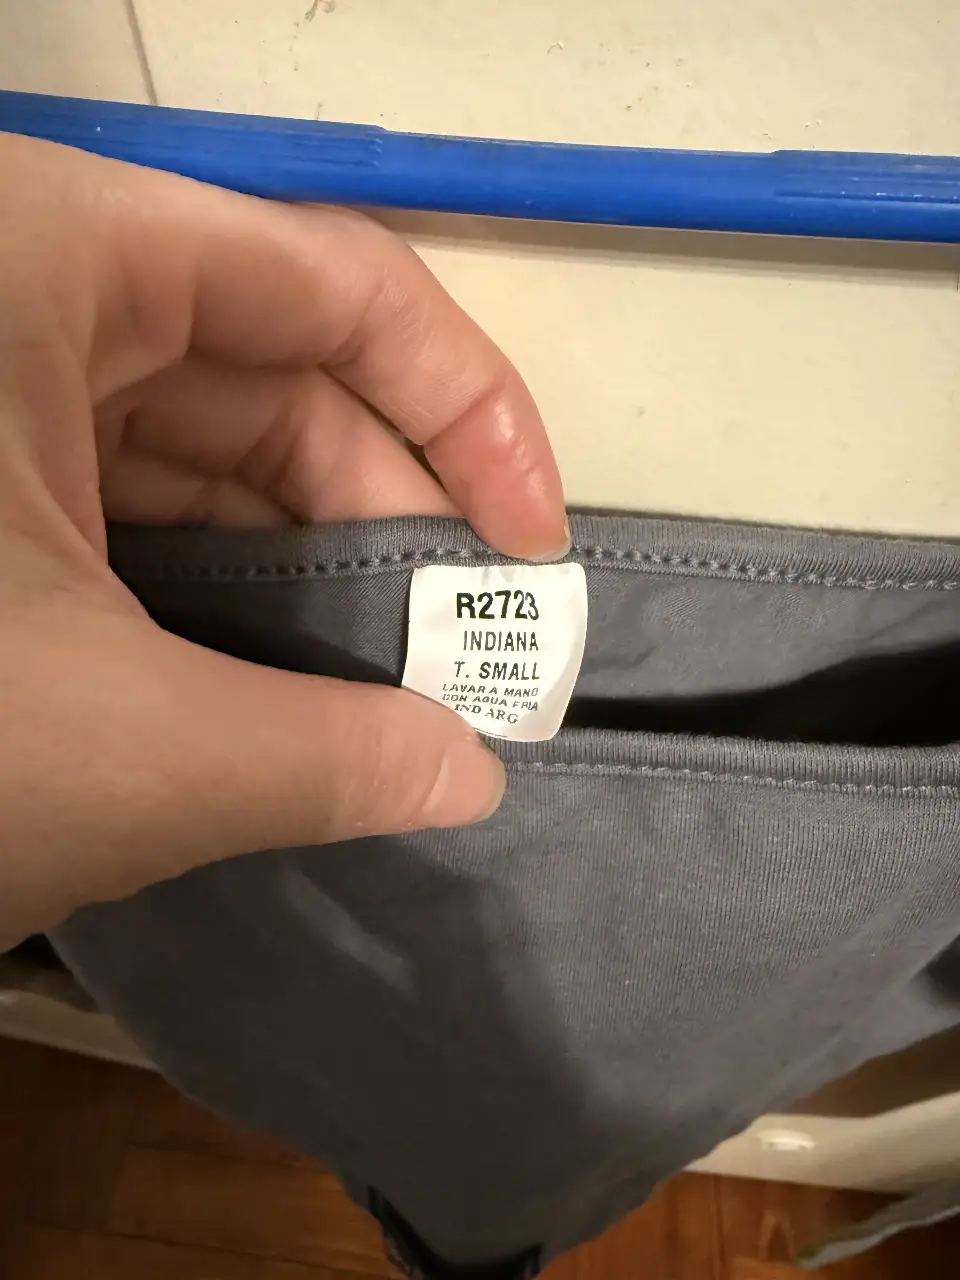 R2723
INDIANA
T. SMALL
LAVAR A MANO
CON AGUA FRIA
IND ARG